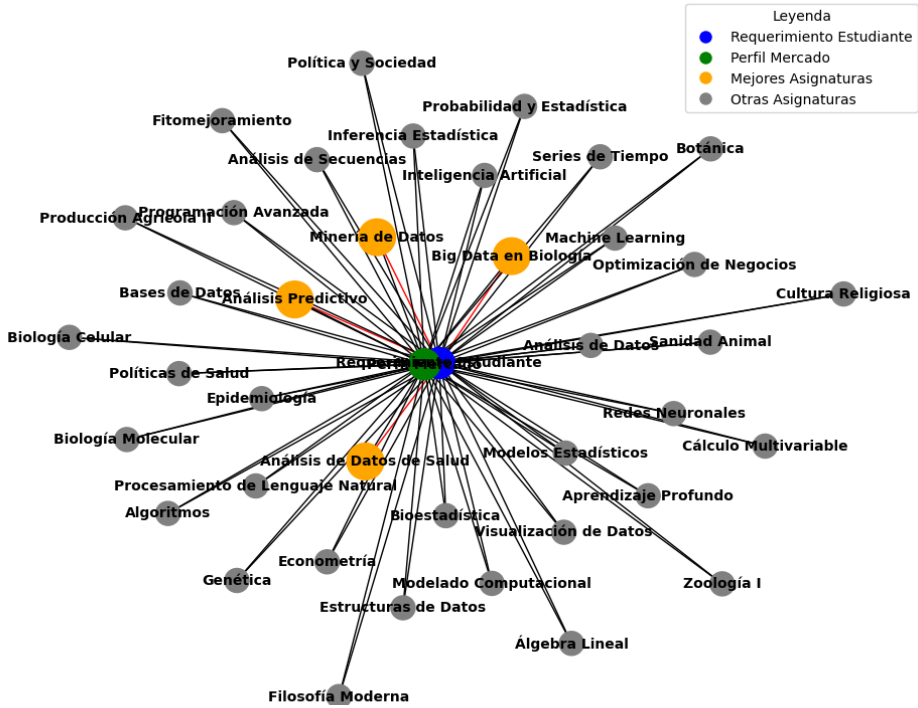 Leyenda
Requerimiento Estudiante
Perfil Mercado
Mejores Asignaturas
Otras Asignaturas
Política y Sociedad
Probabilidad y Estadística
Fitomejoramiento
Inferencia Estadística
Botánica
Análisis de Secuencias
Series de Tiempo
Inteligencia Artificial
Producción Agrícola II
Programación Avanzada
Minería de Datos
Machine Learning
Big Data en Biología
Optimización de Negocios
Bases de Datos
Análisis Predictivo
Cultura Religiosa
Biología Celular
Análisis de Datos
Sanidad Animal
Requerimiento Estudiante
Perfil Mercado
Políticas de Salud
Epidemiología
Redes Neuronales
Biología Molecular
Cálculo Multivariable
Análisis de Datos de Salud
Modelos Estadísticos
Procesamiento de Lenguaje Natural
Aprendizaje Profundo
Algoritmos
Bioestadística
Visualización de Datos
Econometría
Genética
Modelado Computacional
Zoología I
Estructuras de Datos
Álgebra Lineal
Filosofía Moderna